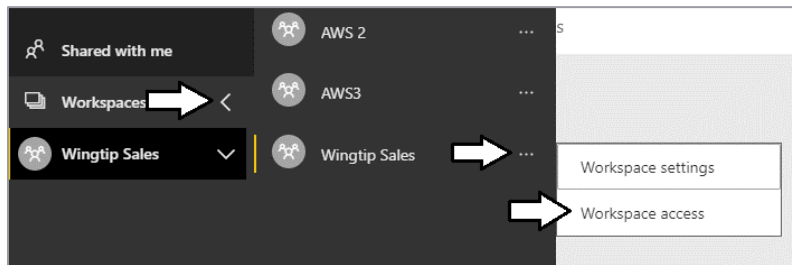 Shared with me
Workspaces
Wingtip Sales
AWS 2
AWS3
Wingtip Sales
s
Workspace settings
Workspace access